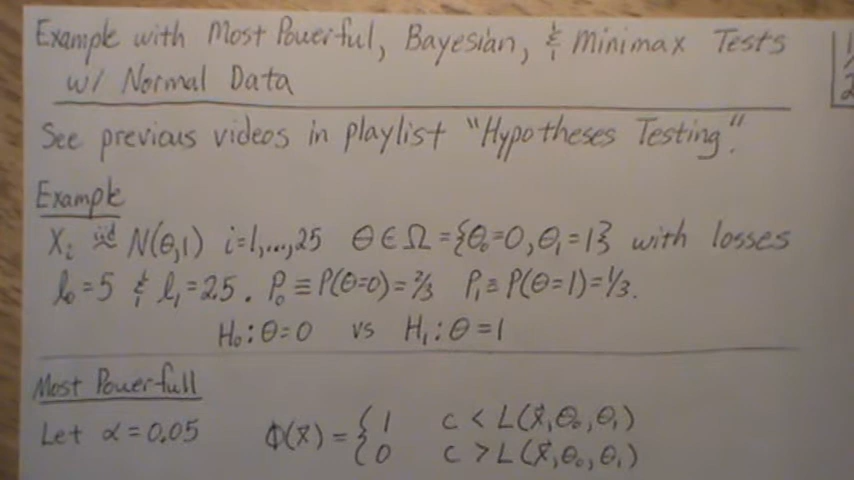 Example with Most Powerful, Bayesian, & Minimax Tests
w/ Normal Data
See previous videos in playlist "Hypotheses Testing".
Example
Xᵢ iid~ N(θ,1) i=1,...,25 θ∈Ω={θ₀=0,θ₁=1} with losses
l₀=5 & l₁=2.5. P₀≡P(θ=0)=2/3 P₁≡P(θ=1)=1/3.
H₀:θ=0 vs H₁:θ=1
Most Powerfull
Let α=0.05 Φ(x⃗)={1 c < L(x⃗,θ₀,θ₁)
{0 c > L(x⃗,θ₀,θ₁)